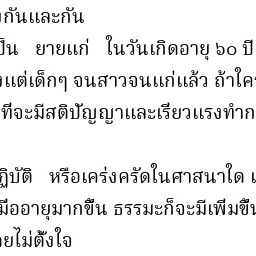 กันและกัน
ป็น ยายแก่ ในวันเกิดอายุ ๖๐ ปี
แต่เด็กๆ จนสาวจนแก่แล้ว ถ้าใค
ที่จะมีสติปัญญาและเรี่ยวแรงทำก
ฏิบัติ หรือเคร่งครัดในศาสนาใด
มื่ออายุมากขึ้น ธรรมะก็จะมีเพิ่มขึ้น
ยไม่ตั้งใจ